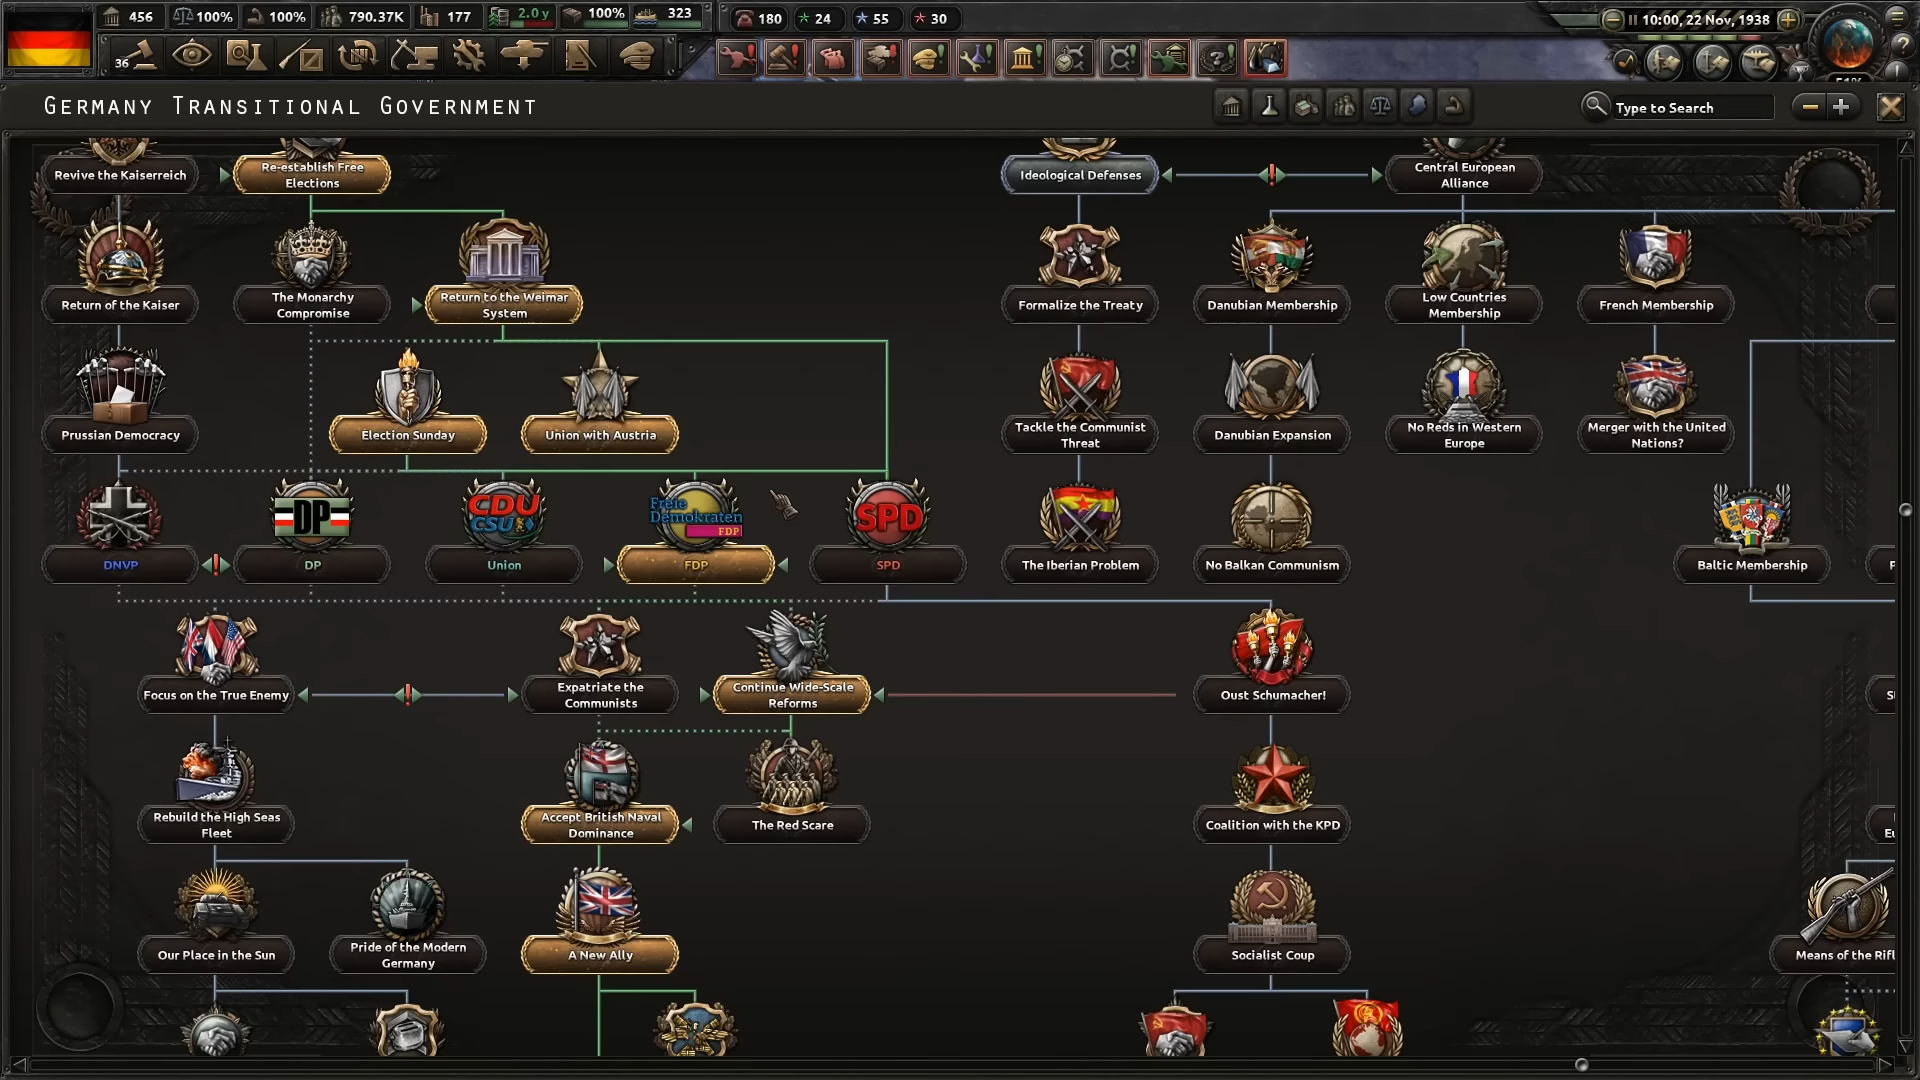 456
100%
100%
790.37K
177
2.0 y
100%
323
180
24
55
30
10:00, 22 Nov, 1938
36
51%
Germany Transitional Government
Type to Search
Revive the Kaiserreich
Re-establish Free
Elections
Ideological Defenses
Central European
Alliance
Return of the Kaiser
The Monarchy
Compromise
Return to the Weimar
System
Formalize the Treaty
Danubian Membership
Low Countries
Membership
French Membership
Prussian Democracy
Election Sunday
Union with Austria
Tackle the Communist
Threat
Danubian Expansion
No Reds in Western
Europe
Merger with the United
Nations?
DP
CDU
CSU
Freie
Demokraten
FDP
SPD
DNVP
DP
Union
FDP
SPD
The Iberian Problem
No Balkan Communism
Baltic Membership
Focus on the True Enemy
Expatriate the
Communists
Continue Wide-Scale
Reforms
Oust Schumacher!
Rebuild the High Seas
Fleet
Accept British Naval
Dominance
The Red Scare
Coalition with the KPD
Our Place in the Sun
Pride of the Modern
Germany
A New Ally
Socialist Coup
Means of the Rifl